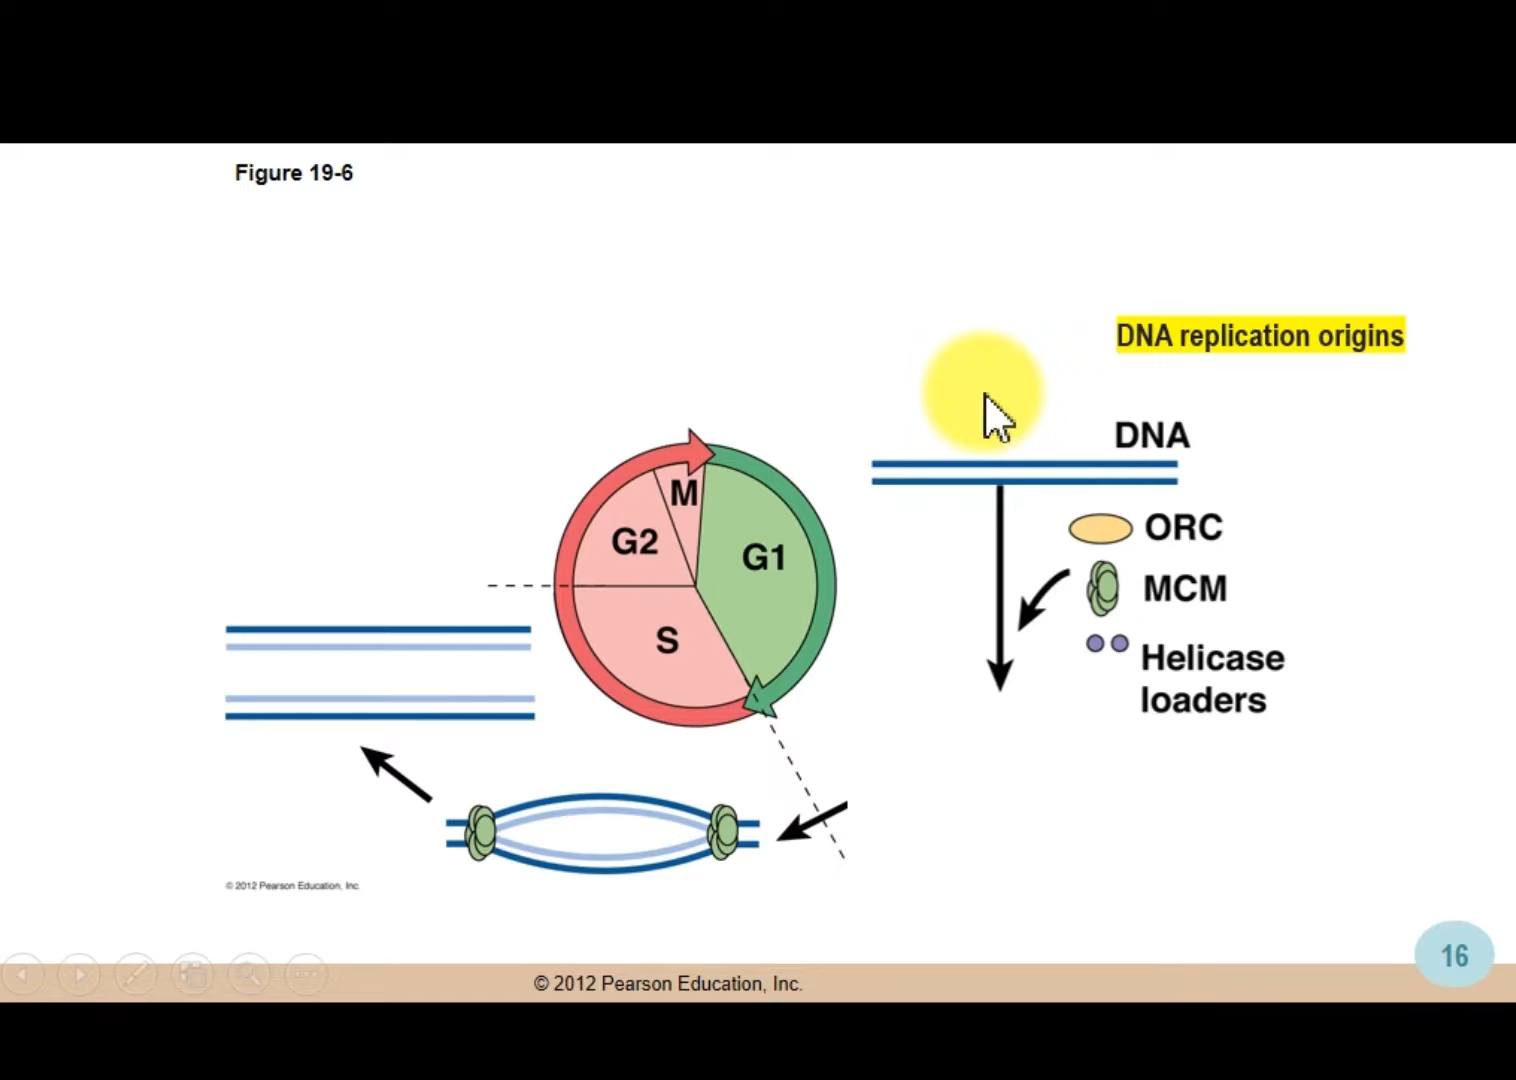 Figure 19-6
DNA replication origins
DNA
ORC
MCM
Helicase
loaders
M
G2
G1
S
© 2012 Pearson Education, Inc.
© 2012 Pearson Education, Inc.
16